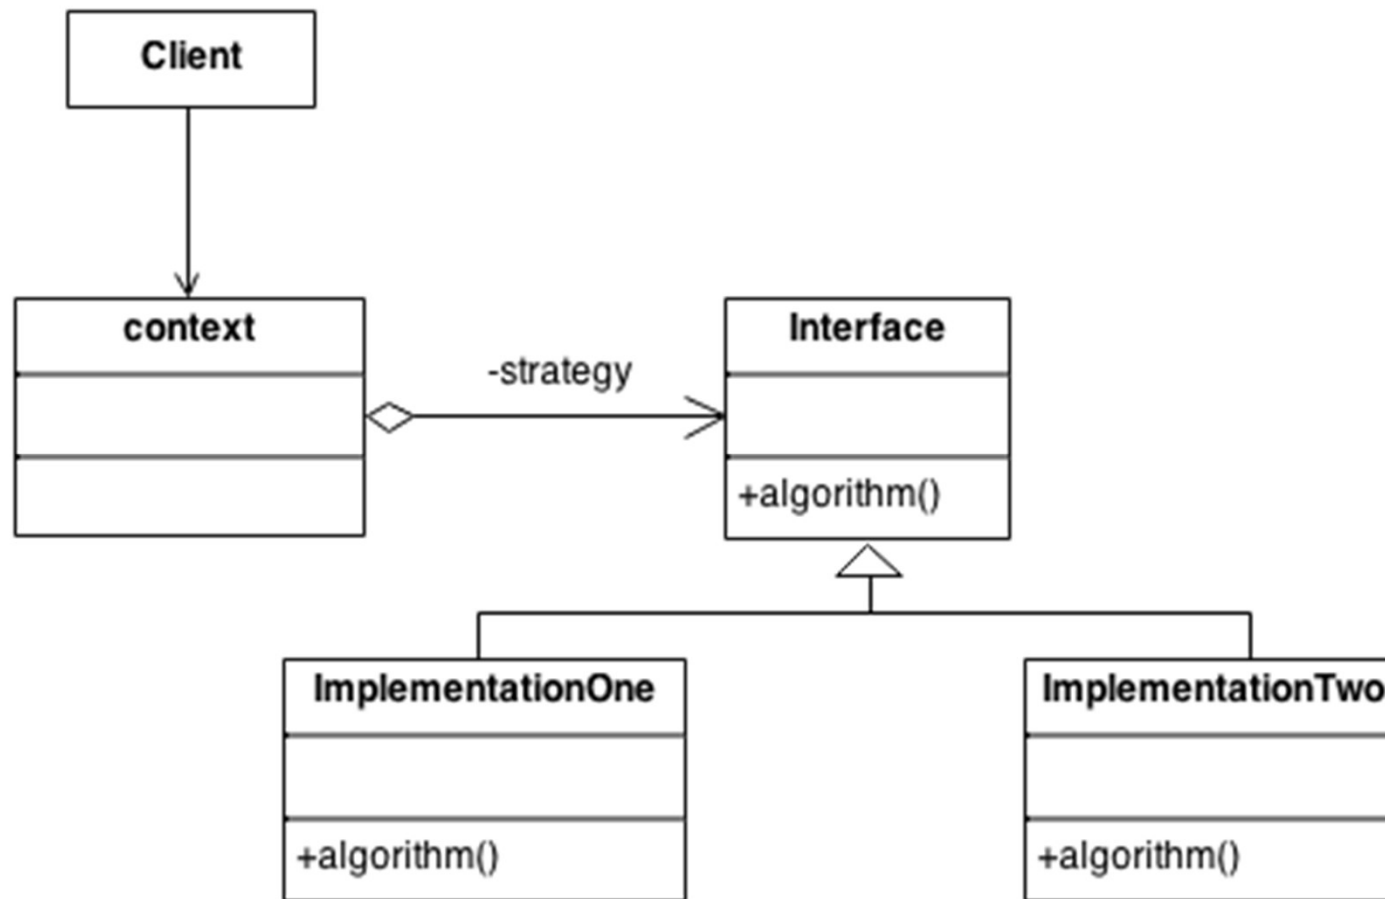 Client
context
-strategy
Interface
+algorithm()
ImplementationOne
+algorithm()
ImplementationTwo
+algorithm()